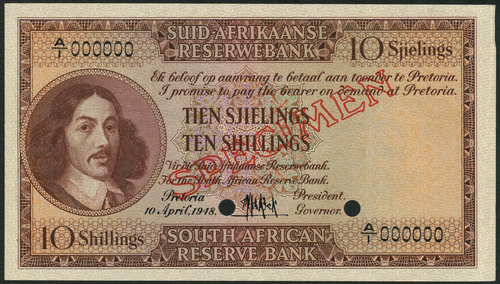 A/1 000000
SUID-AFRIKAANSE
RESERWEBANK
10 Sjielings
Ek beloof op aanvraag te betaal aan toonder te Pretoria.
I promise to pay the bearer on demand at Pretoria.
TIEN SJIELINGS
TEN SHILLINGS
SPECIMEN
Vir die Suid-Afrikaanse Reserwebank.
For the South African Reserve Bank.
Pretoria
President.
10 April. 1948.
Governor.
A/1 000000
10 Shillings
SOUTH AFRICAN
RESERVE BANK